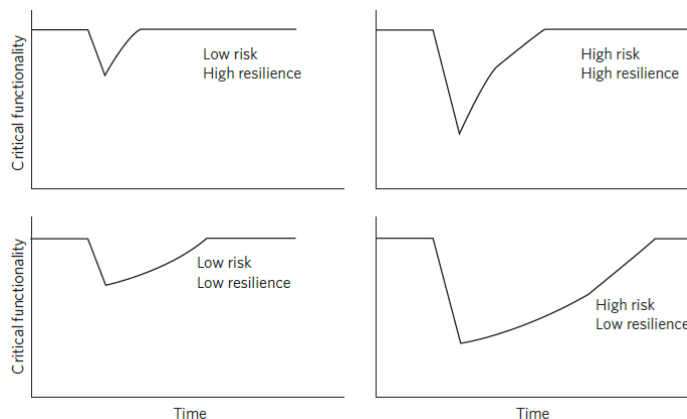 Critical functionality
Low risk
High resilience
High risk
High resilience
Critical functionality
Low risk
Low resilience
High risk
Low resilience
Time
Time